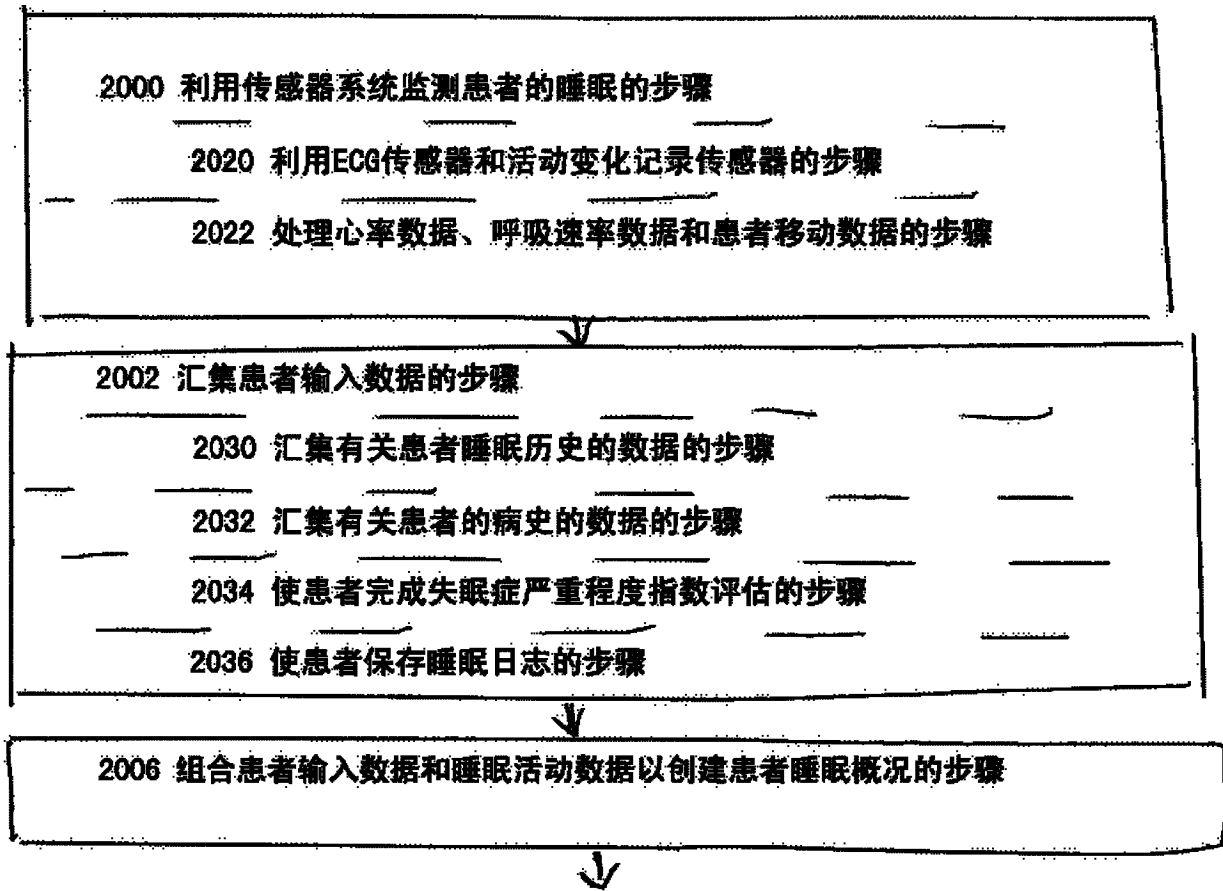 2000 利用传感器系统监测患者的睡眠的步骤
2020 利用ECG传感器和活动变化记录传感器的步骤
2022 处理心率数据、呼吸速率数据和患者移动数据的步骤
2002 汇集患者输入数据的步骤
2030 汇集有关患者睡眠历史的数据的步骤
2032 汇集有关患者的病史的数据的步骤
2034 使患者完成失眠症严重程度指数评估的步骤
2036 使患者保存睡眠日志的步骤
2006 组合患者输入数据和睡眠活动数据以创建患者睡眠概况的步骤